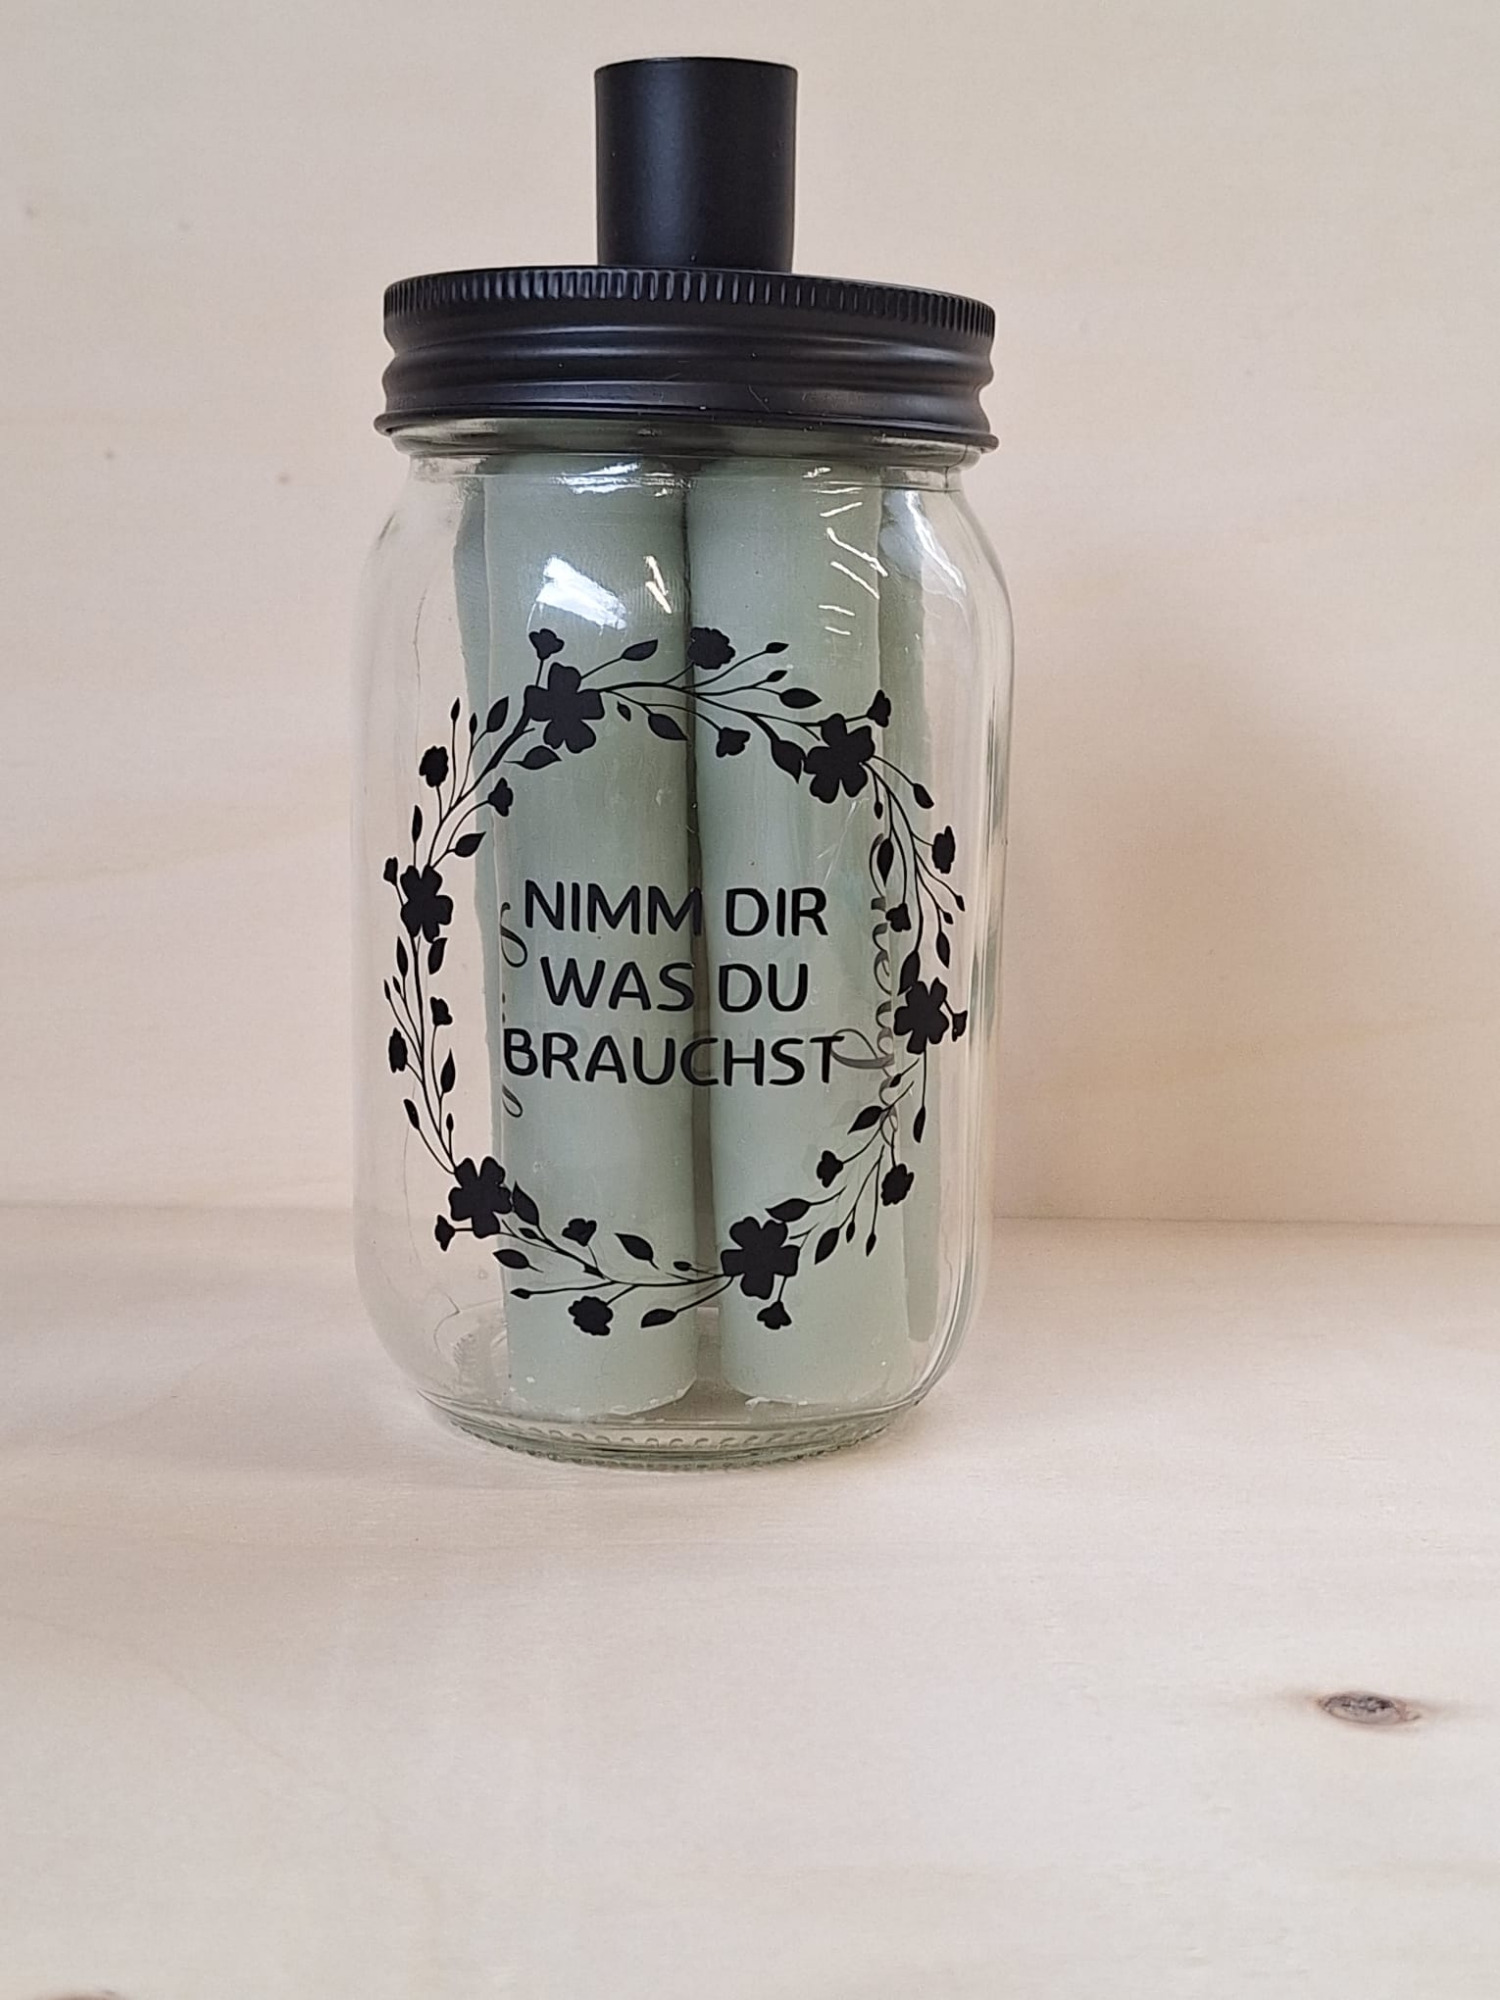 NIMM DIR
WAS DU
BRAUCHST